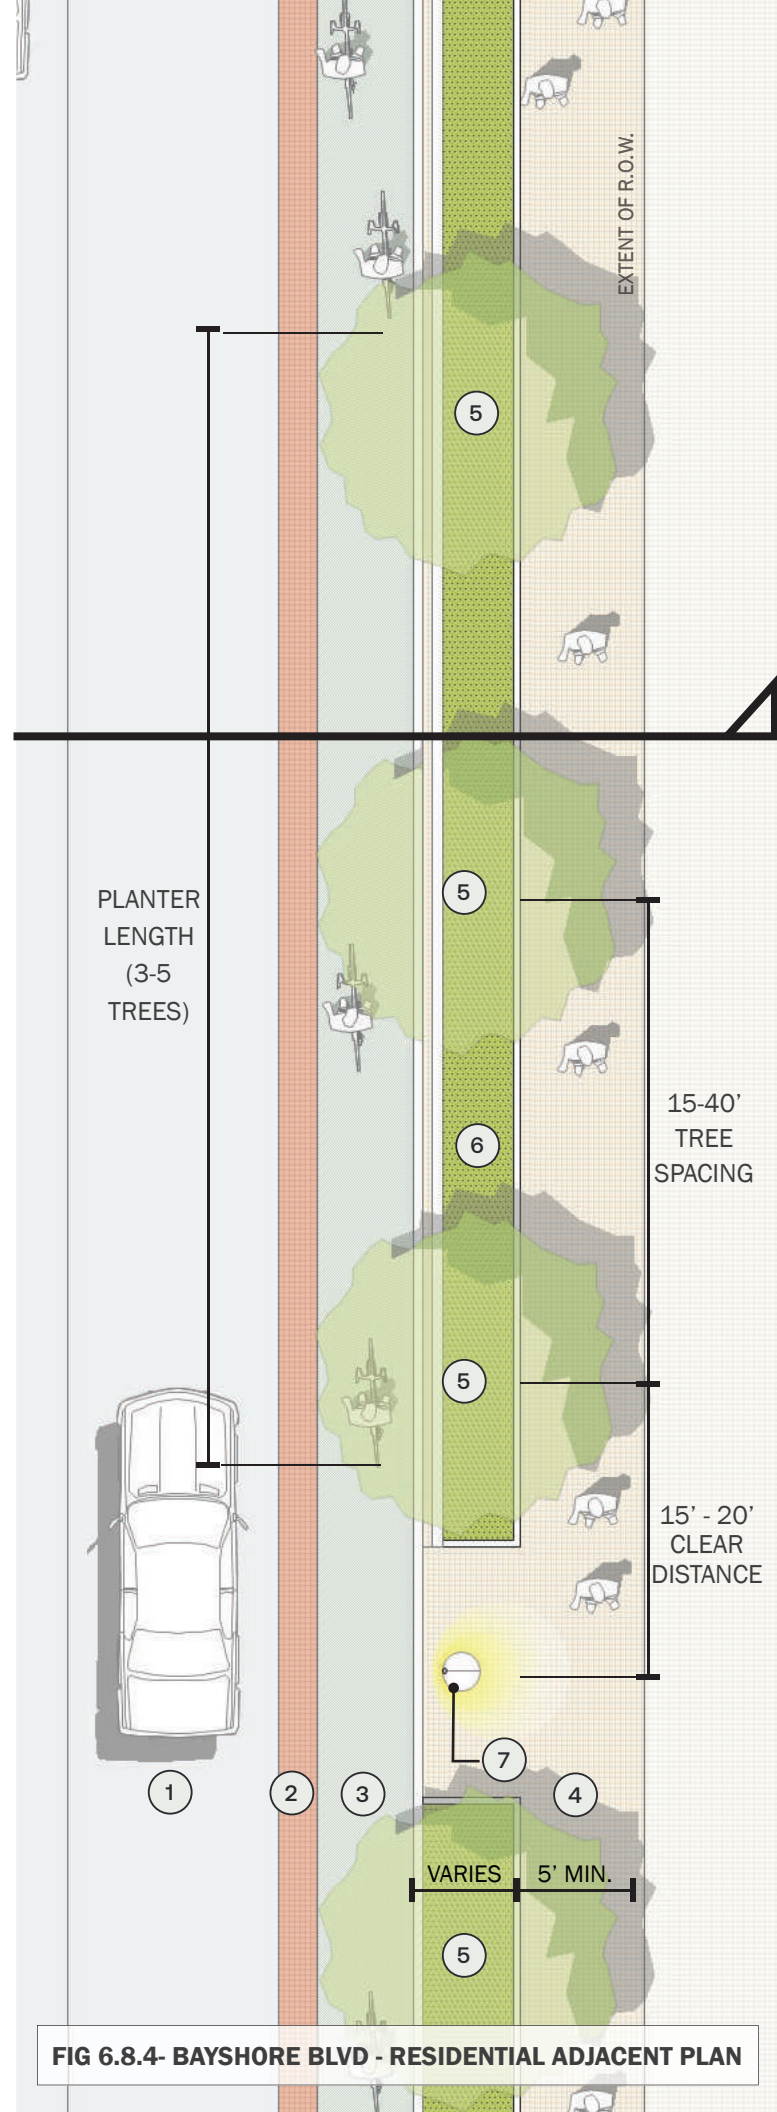 EXTENT OF R.O.W.
5
PLANTER
LENGTH
(3-5
TREES)
5
15-40’
TREE
SPACING
6
5
15’ - 20’
CLEAR
DISTANCE
7
1
2
3
4
VARIES
5’ MIN.
5
FIG 6.8.4- BAYSHORE BLVD - RESIDENTIAL ADJACENT PLAN